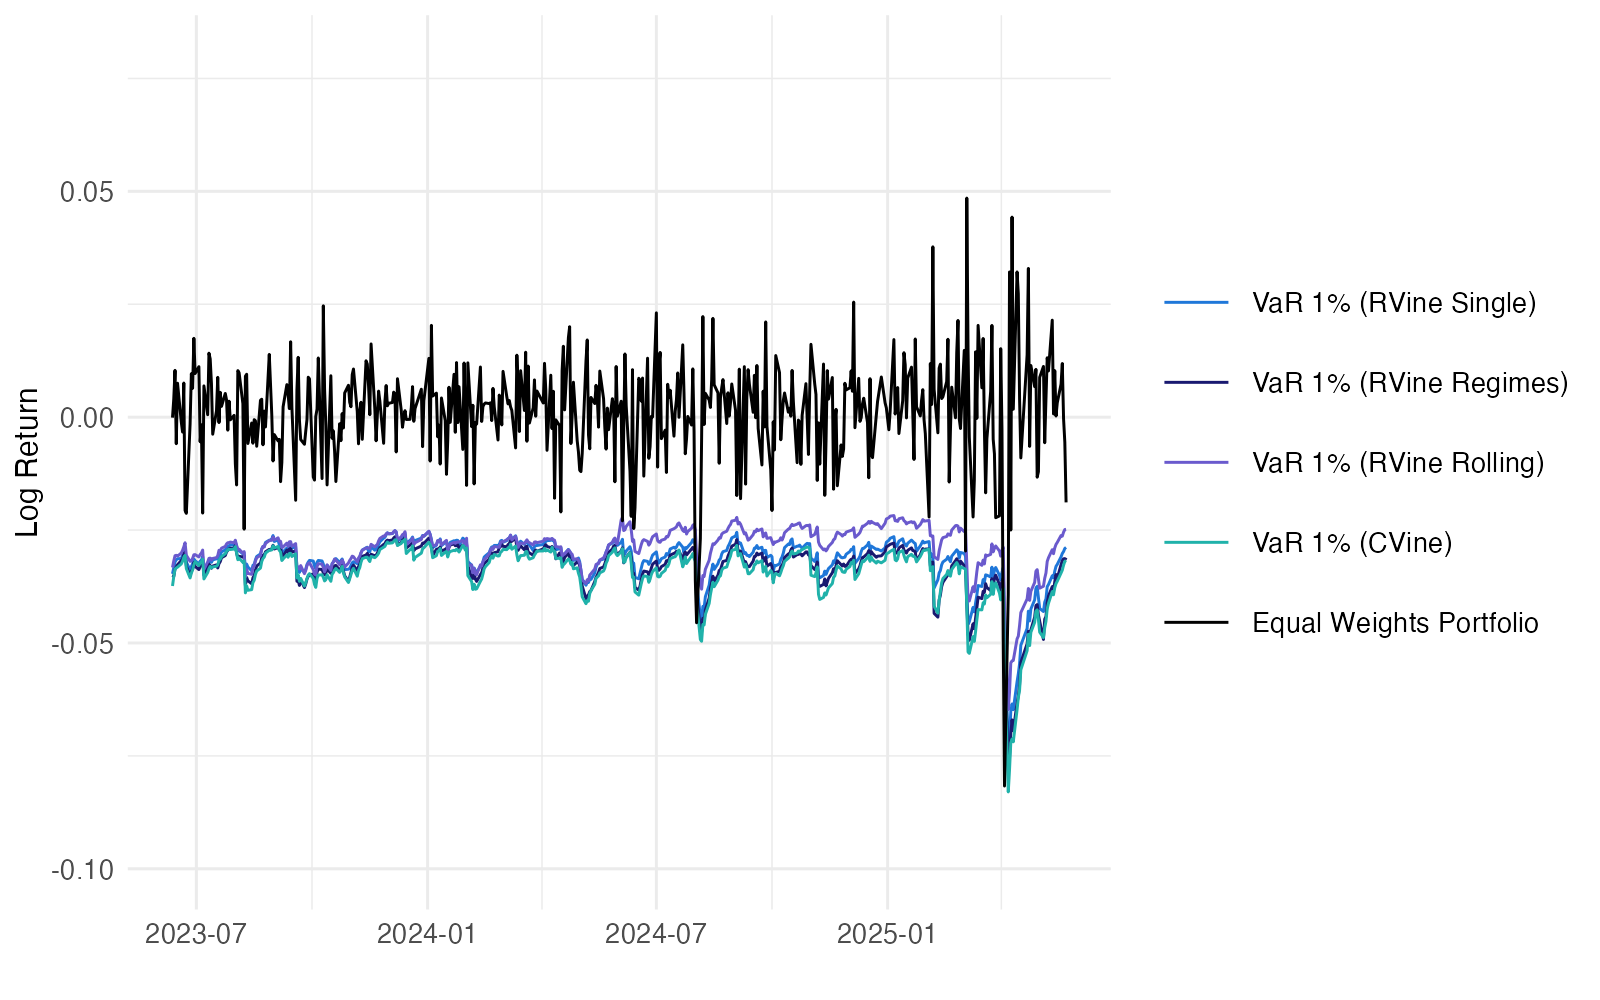 Log Return
0.05
0.00
-0.05
-0.10
2023-07
2024-01
2024-07
2025-01
VaR 1% (RVine Single)
VaR 1% (RVine Regimes)
VaR 1% (RVine Rolling)
VaR 1% (CVine)
Equal Weights Portfolio